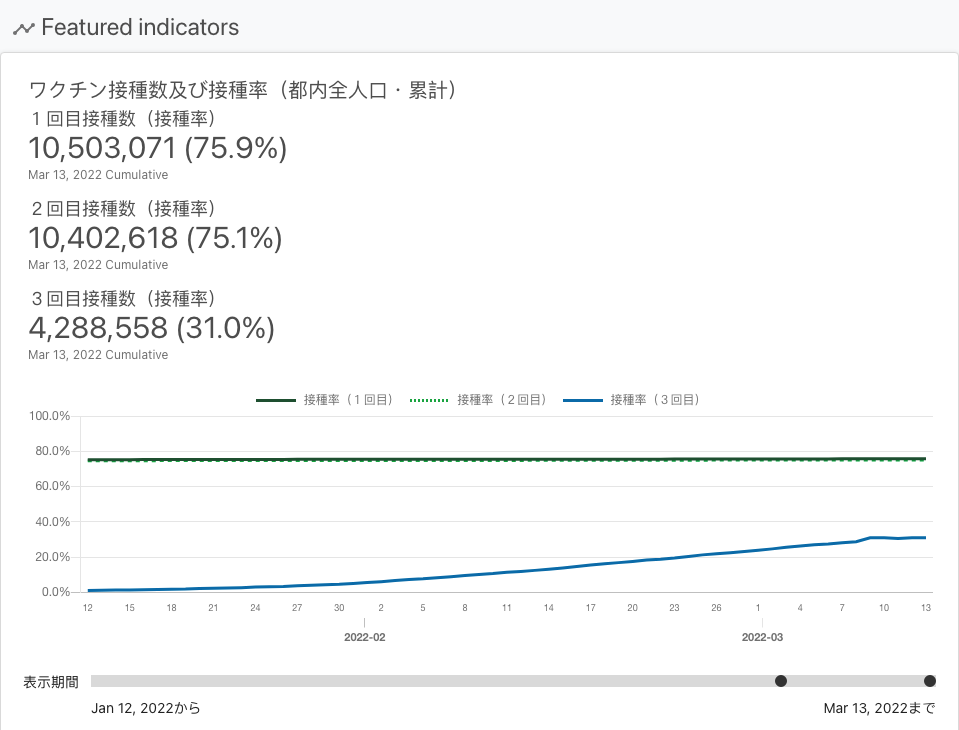 Featured indicators
ワクチン接種数及び接種率（都内全人口・累計）
１回目接種数（接種率）
10,503,071 (75.9%)
Mar 13, 2022 Cumulative
２回目接種数（接種率）
10,402,618 (75.1%)
Mar 13, 2022 Cumulative
３回目接種数（接種率）
4,288,558 (31.0%)
Mar 13, 2022 Cumulative
接種率（１回目） 接種率（２回目） 接種率（３回目）
100.0%
80.0%
60.0%
40.0%
20.0%
0.0%
12 15 18 21 24 27 30 2 5 8 11 14 17 20 23 26 1 4 7 10 13
2022-02 2022-03
表示期間
Jan 12, 2022から Mar 13, 2022まで